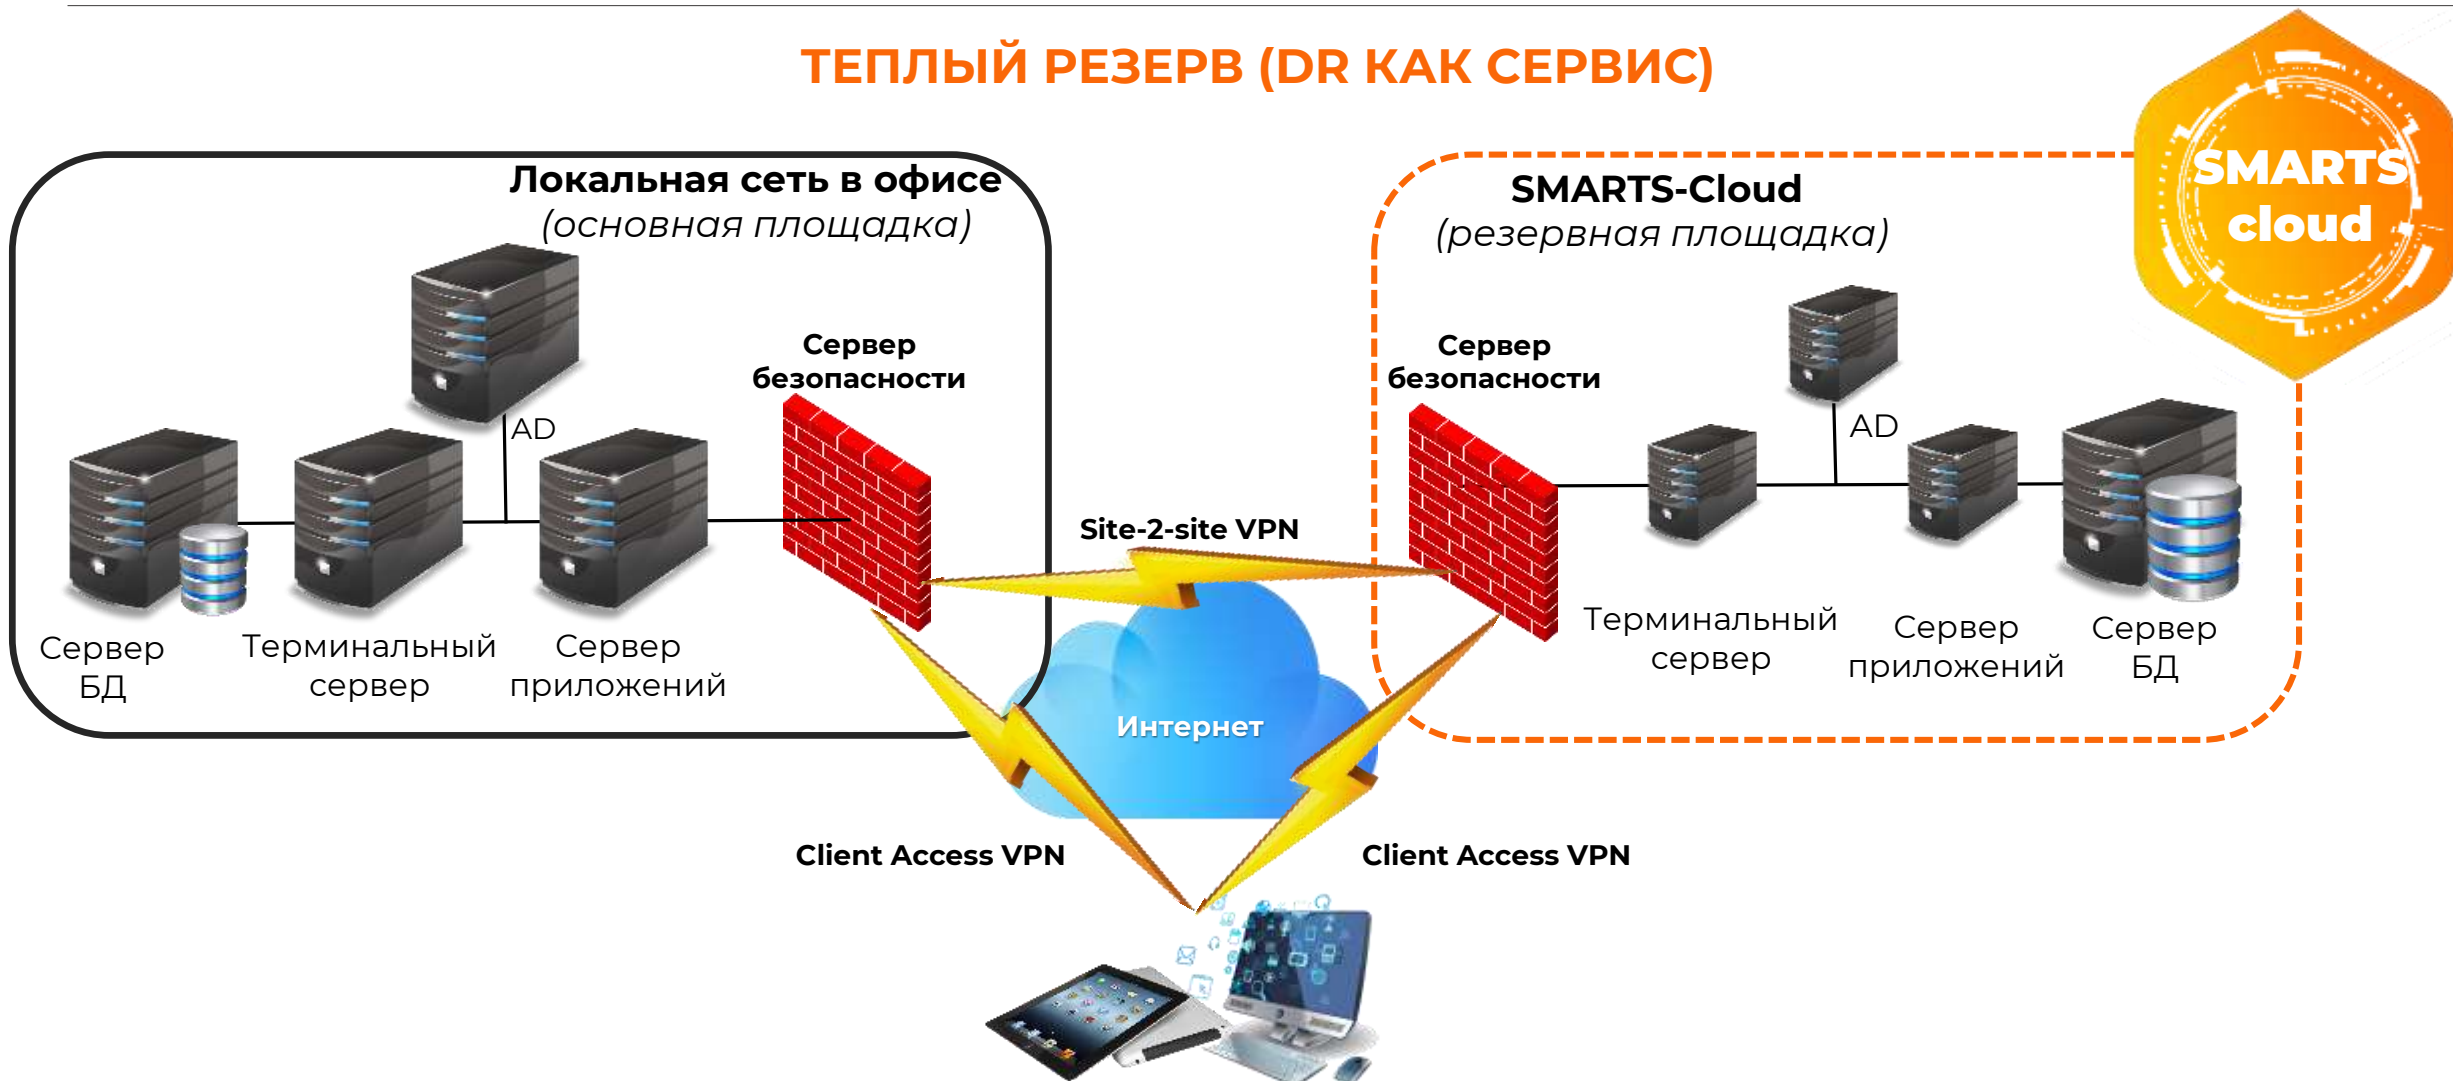 ТЕПЛЫЙ РЕЗЕРВ (DR КАК СЕРВИС)
SMARTS
cloud
Локальная сеть в офисе
(основная площадка)
Сервер
безопасности
AD
Сервер
БД
Терминальный
сервер
Сервер
приложений
SMARTS-Cloud
(резервная площадка)
Сервер
безопасности
AD
Терминальный
сервер
Сервер
приложений
Сервер
БД
Site-2-site VPN
Интернет
Client Access VPN
Client Access VPN